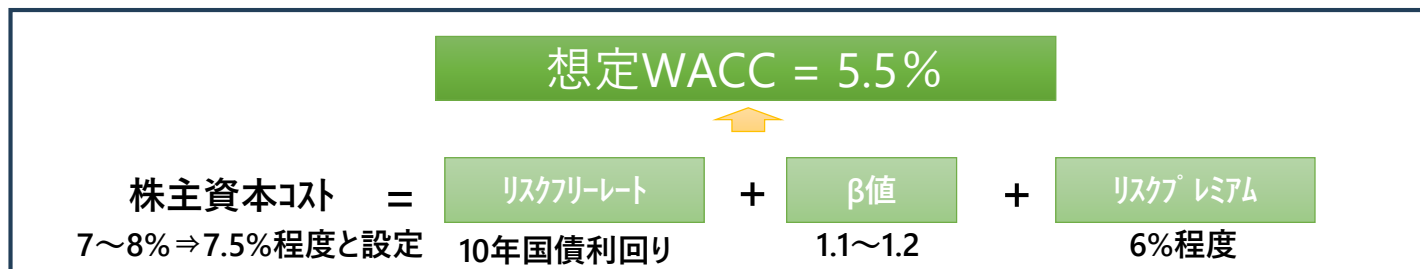 想定WACC = 5.5%
株主資本ｺｽﾄ = ﾘｽｸﾌﾘｰﾚｰﾄ + β値 + ﾘｽｸﾌﾟﾚﾐｱﾑ
7～8%⇒7.5%程度と設定 10年国債利回り 1.1～1.2 6%程度